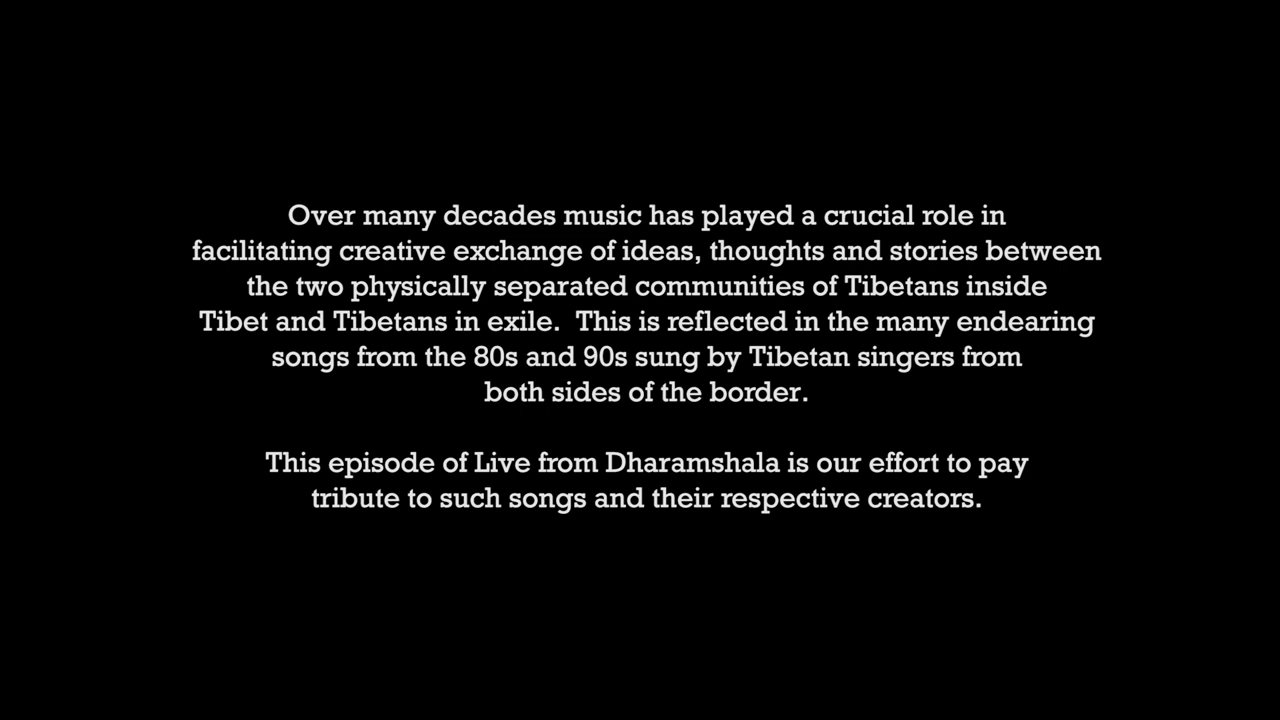 Over many decades music has played a crucial role in
facilitating creative exchange of ideas, thoughts and stories between
the two physically separated communities of Tibetans inside
Tibet and Tibetans in exile.  This is reflected in the many endearing
songs from the 80s and 90s sung by Tibetan singers from
both sides of the border.
This episode of Live from Dharamshala is our effort to pay
tribute to such songs and their respective creators.